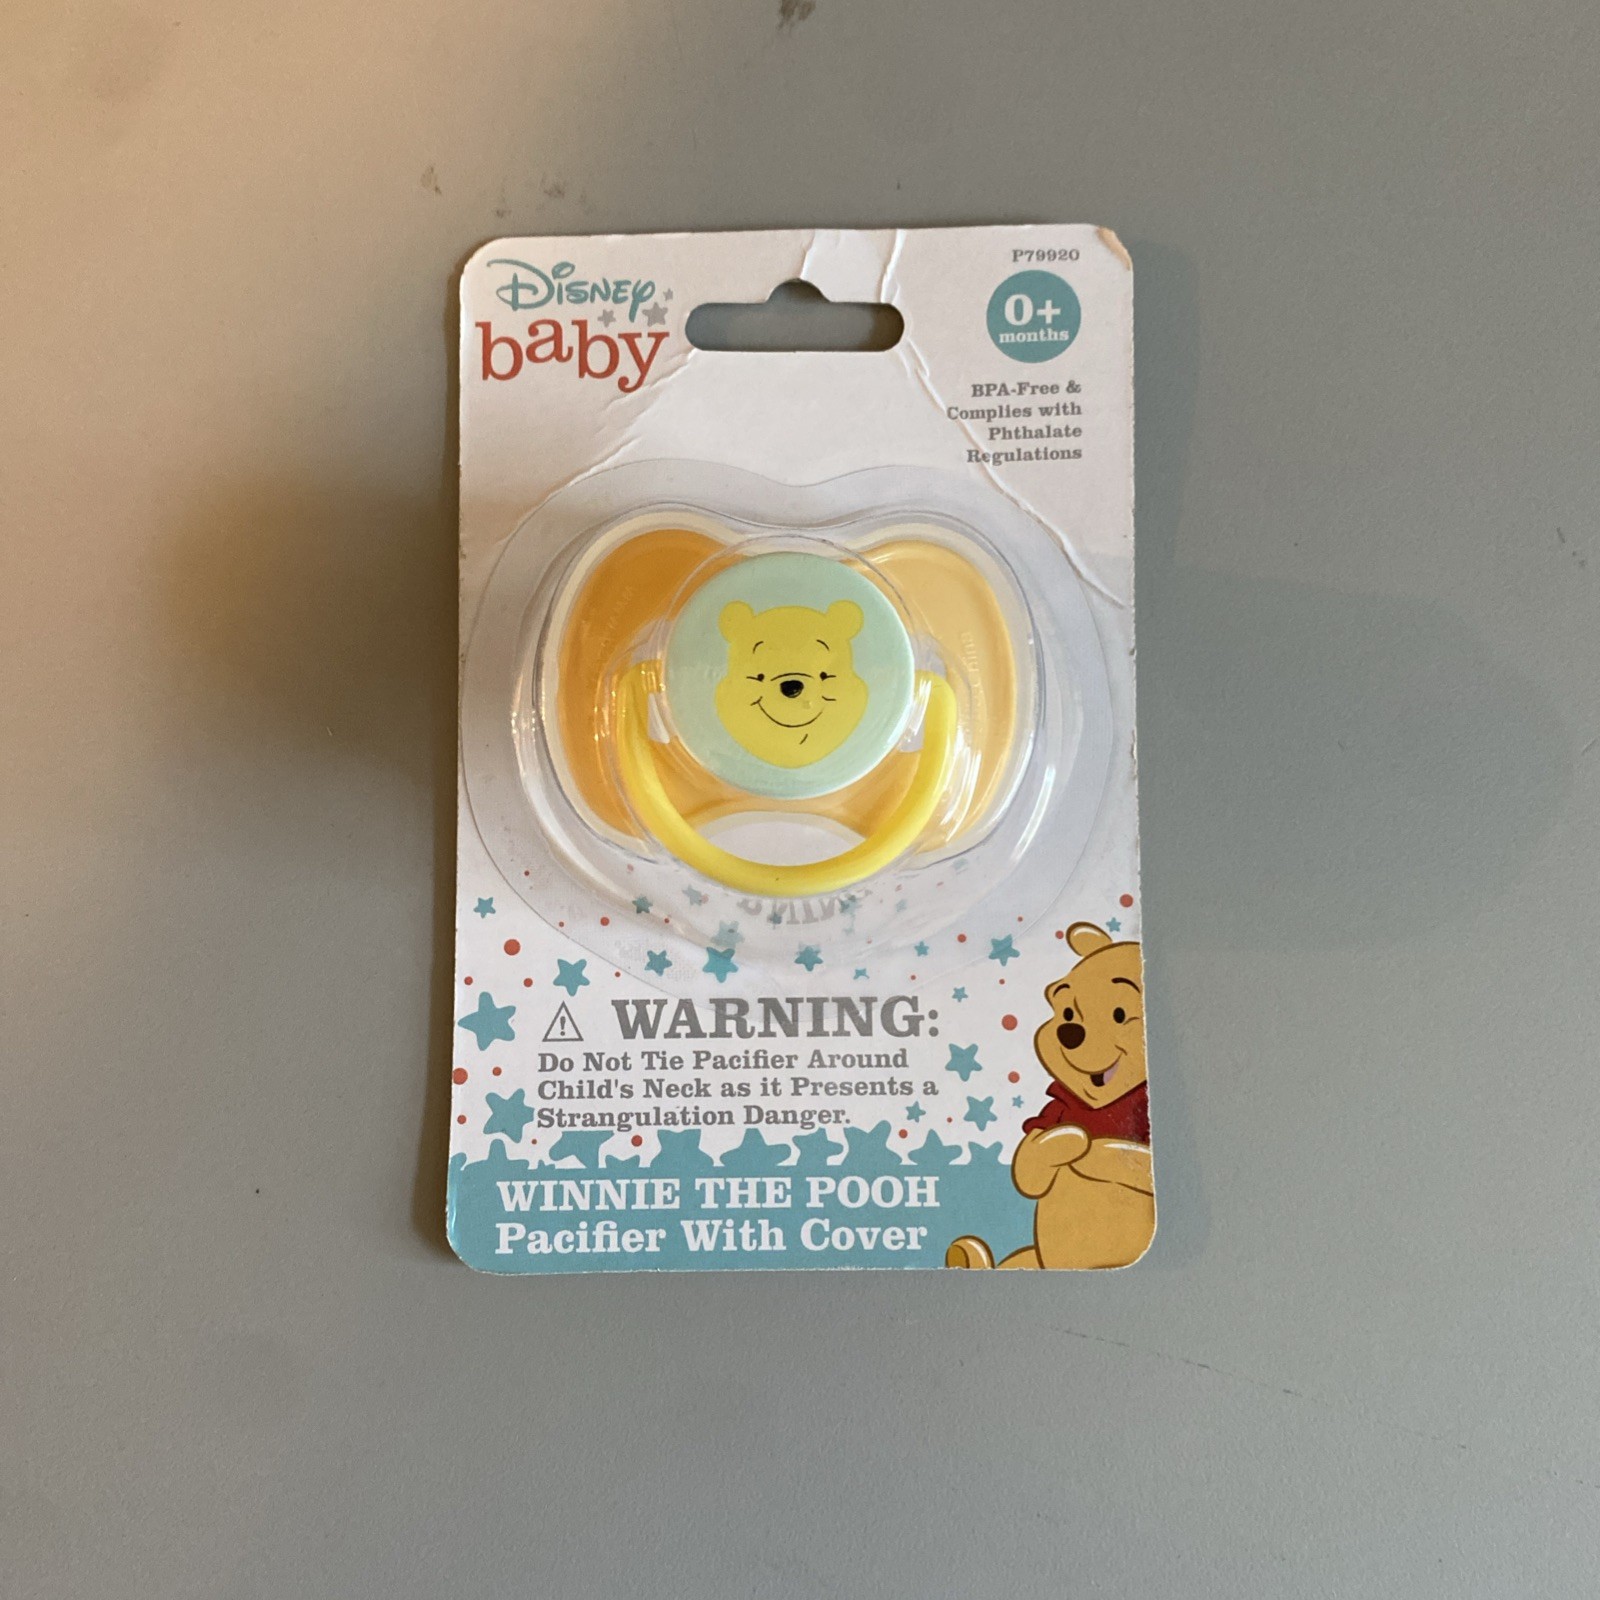 P79920
Disney
baby
0+
months
BPA-Free &
Complies with
Phthalate
Regulations
WARNING:
Do Not Tie Pacifier Around
Child's Neck as it Presents a
Strangulation Danger.
WINNIE THE POOH
Pacifier With Cover